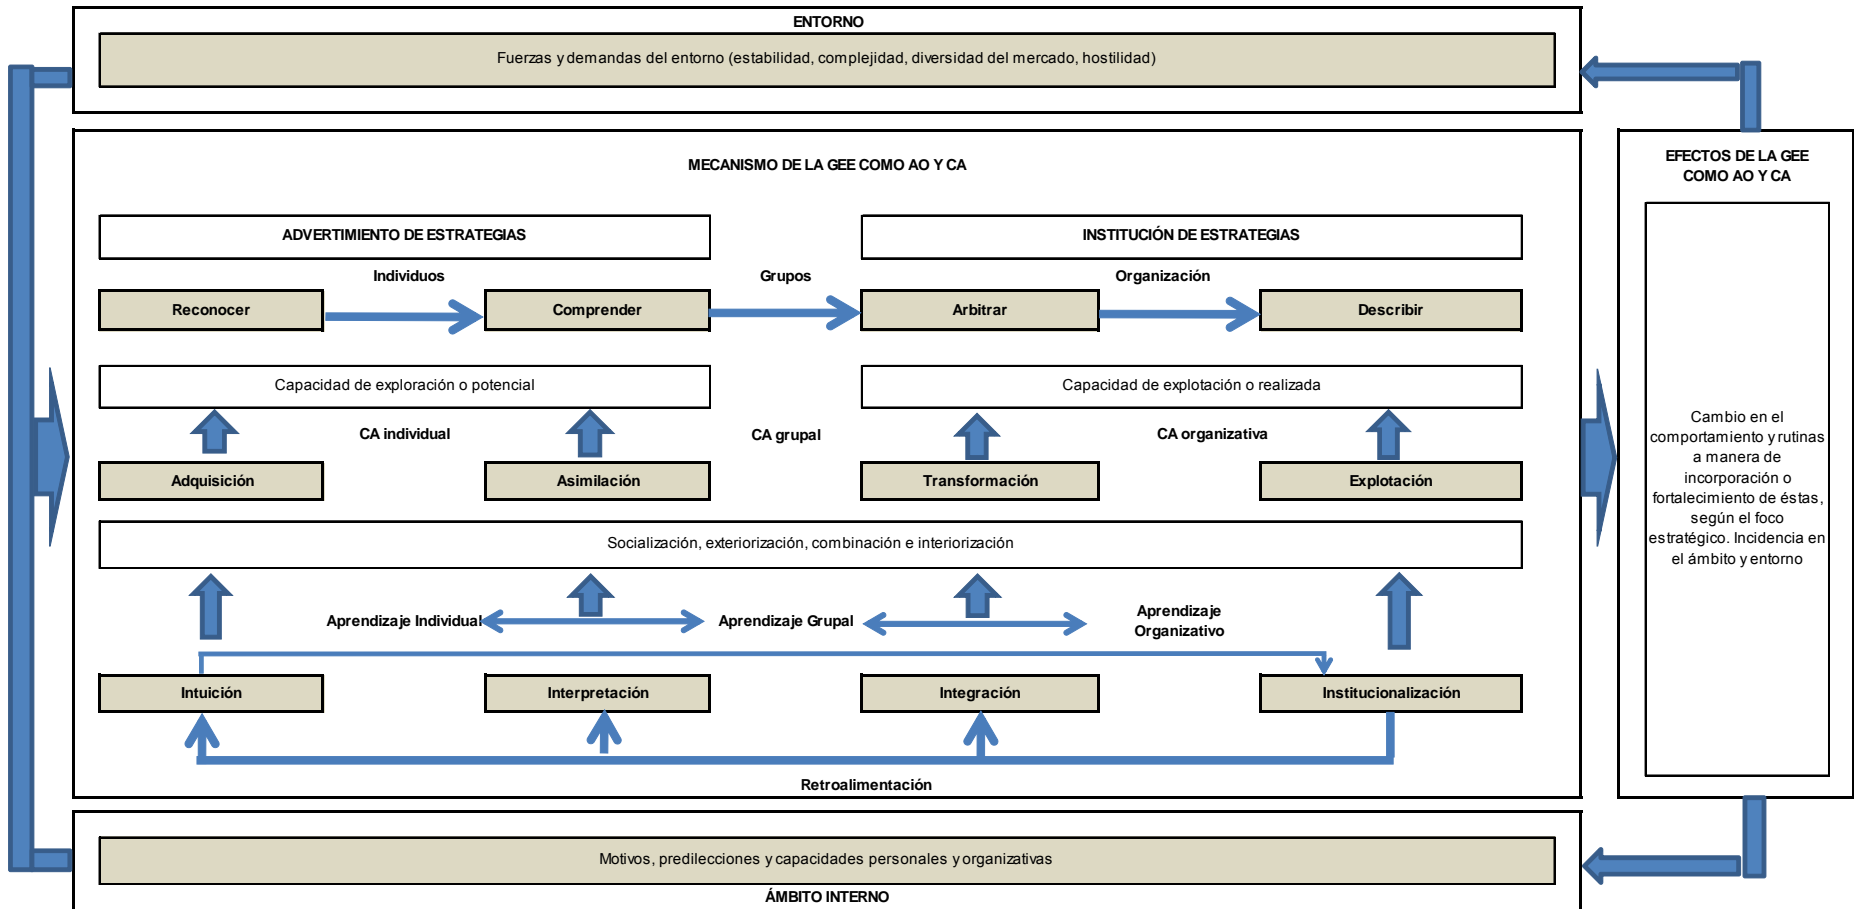 ENTORNO
Fuerzas y demandas del entorno (estabilidad, complejidad, diversidad del mercado, hostilidad)
MECANISMO DE LA GEE COMO AO Y CA
ADVERTIMIENTO DE ESTRATEGIAS
INSTITUCIÓN DE ESTRATEGIAS
Individuos
Grupos
Organización
Reconocer
Comprender
Arbitrar
Describir
Capacidad de exploración o potencial
Capacidad de explotación o realizada
CA individual
CA grupal
CA organizativa
Adquisición
Asimilación
Transformación
Explotación
Socialización, exteriorización, combinación e interiorización
Aprendizaje Individual
Aprendizaje Grupal
Aprendizaje
Organizativo
Intuición
Interpretación
Integración
Institucionalización
Retroalimentación
EFECTOS DE LA GEE
COMO AO Y CA
Cambio en el
comportamiento y rutinas
a manera de
incorporación o
fortalecimiento de éstas,
según el foco
estratégico. Incidencia en
el ámbito y entorno
Motivos, predilecciones y capacidades personales y organizativas
ÁMBITO INTERNO